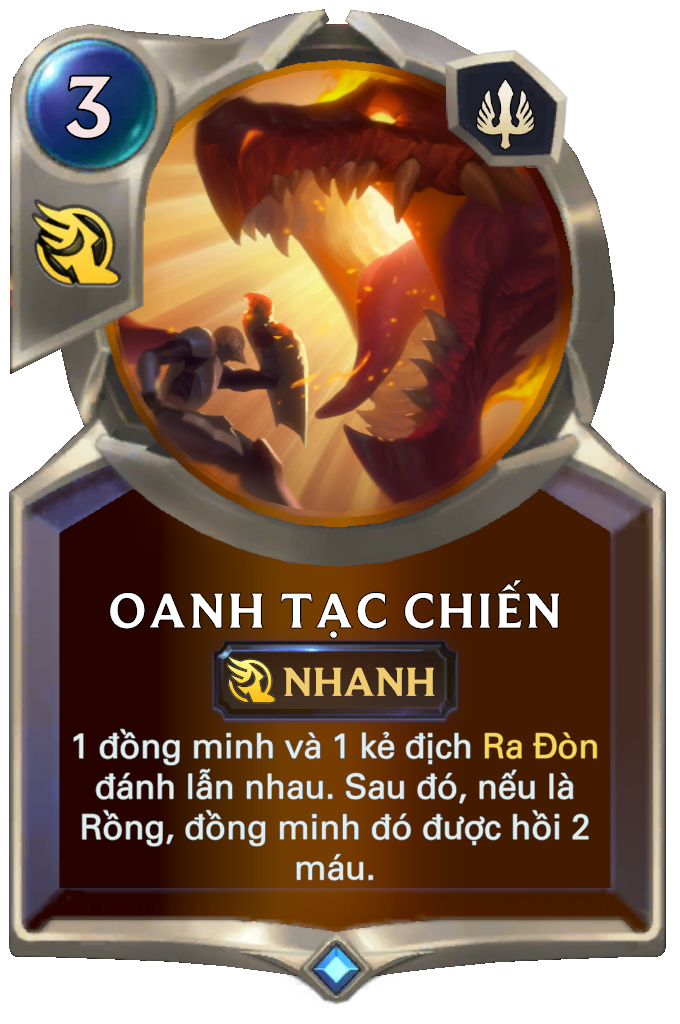 3
OANH TẠC CHIẾN
NHANH
1 đồng minh và 1 kẻ địch Ra Đòn
đánh lẫn nhau. Sau đó, nếu là
Rồng, đồng minh đó được hồi 2
máu.